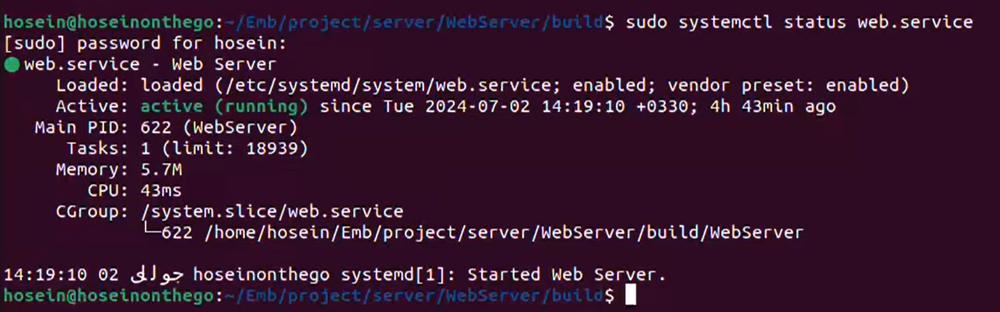 hosein@hoseinonthego:~/Emb/project/server/WebServer/build$ sudo systemctl status web.service
[sudo] password for hosein:
● web.service - Web Server
Loaded: loaded (/etc/systemd/system/web.service; enabled; vendor preset: enabled)
Active: active (running) since Tue 2024-07-02 14:19:10 +0330; 4h 43min ago
Main PID: 622 (WebServer)
Tasks: 1 (limit: 18939)
Memory: 5.7M
CPU: 43ms
CGroup: /system.slice/web.service
└─622 /home/hosein/Emb/project/server/WebServer/build/WebServer
14:19:10 02 جولای hoseinonthego systemd[1]: Started Web Server.
hosein@hoseinonthego:~/Emb/project/server/WebServer/build$